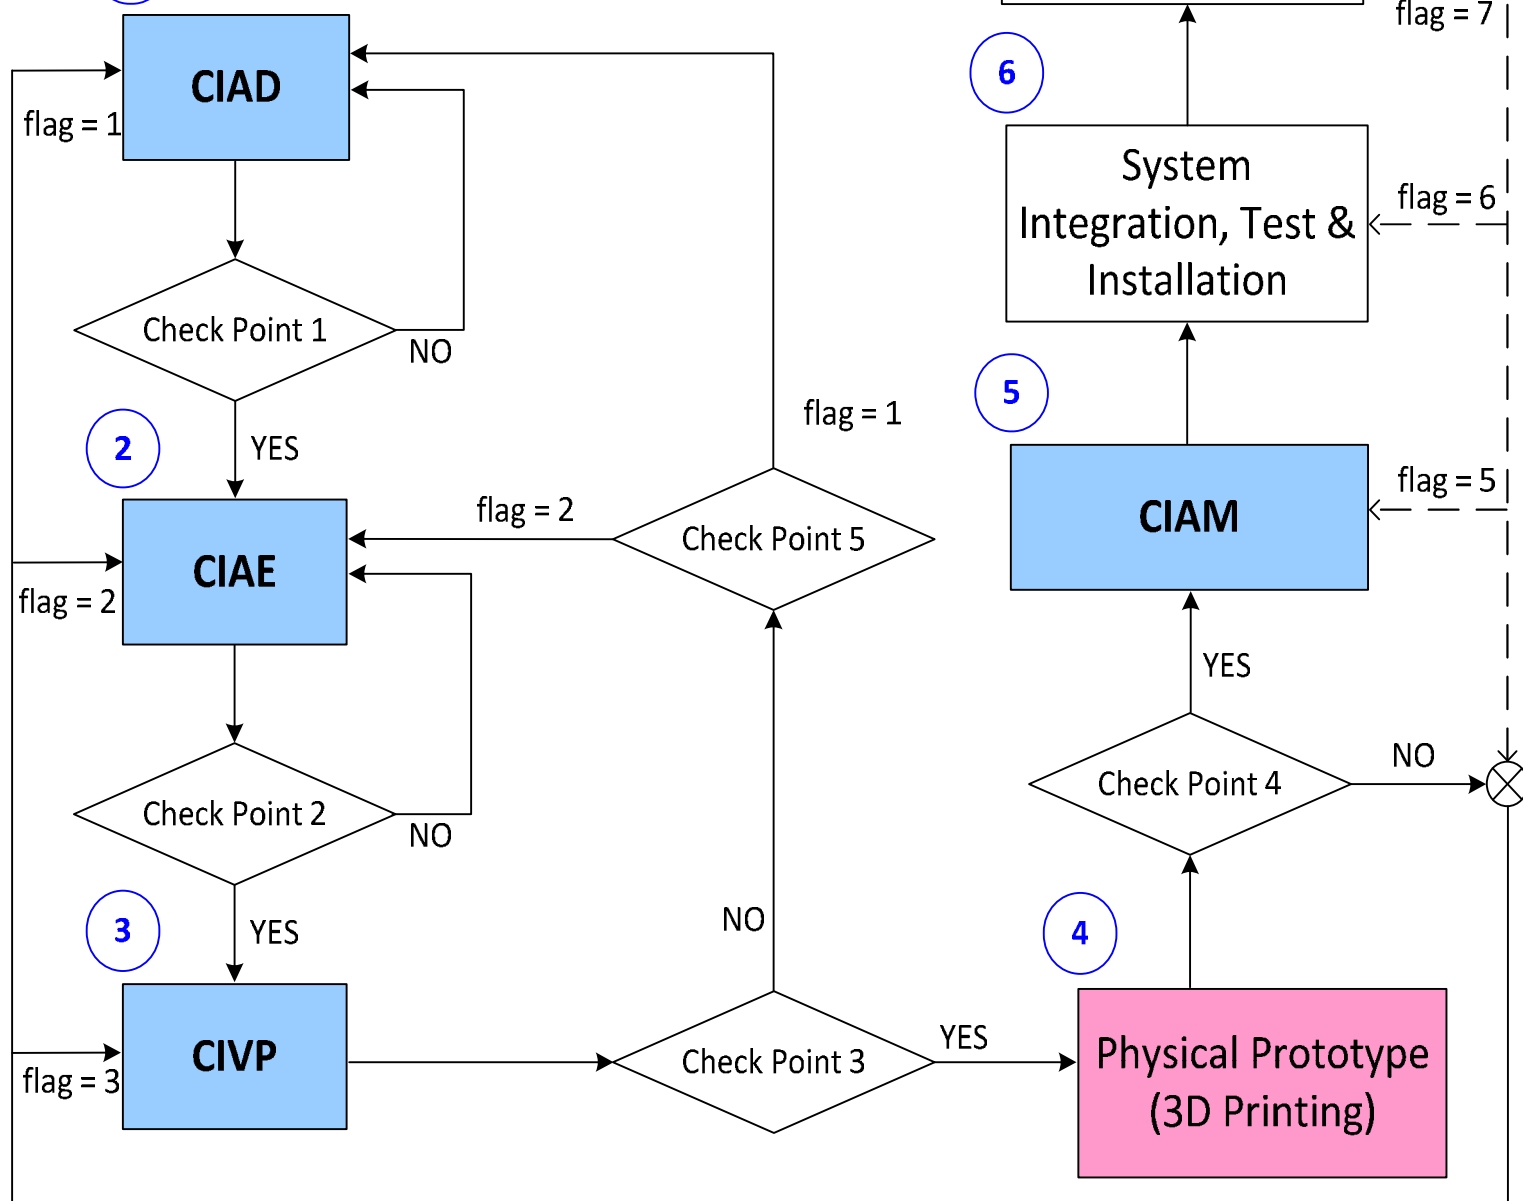 CIAD
flag = 1
Check Point 1
NO
YES
2
CIAE
flag = 2
Check Point 2
NO
YES
3
CIVP
flag = 3
flag = 1
flag = 2
Check Point 5
NO
Check Point 3
YES
4
Physical Prototype
(3D Printing)
Check Point 4
NO
YES
5
CIAM
flag = 5
6
System
Integration, Test &
Installation
flag = 6
flag = 7